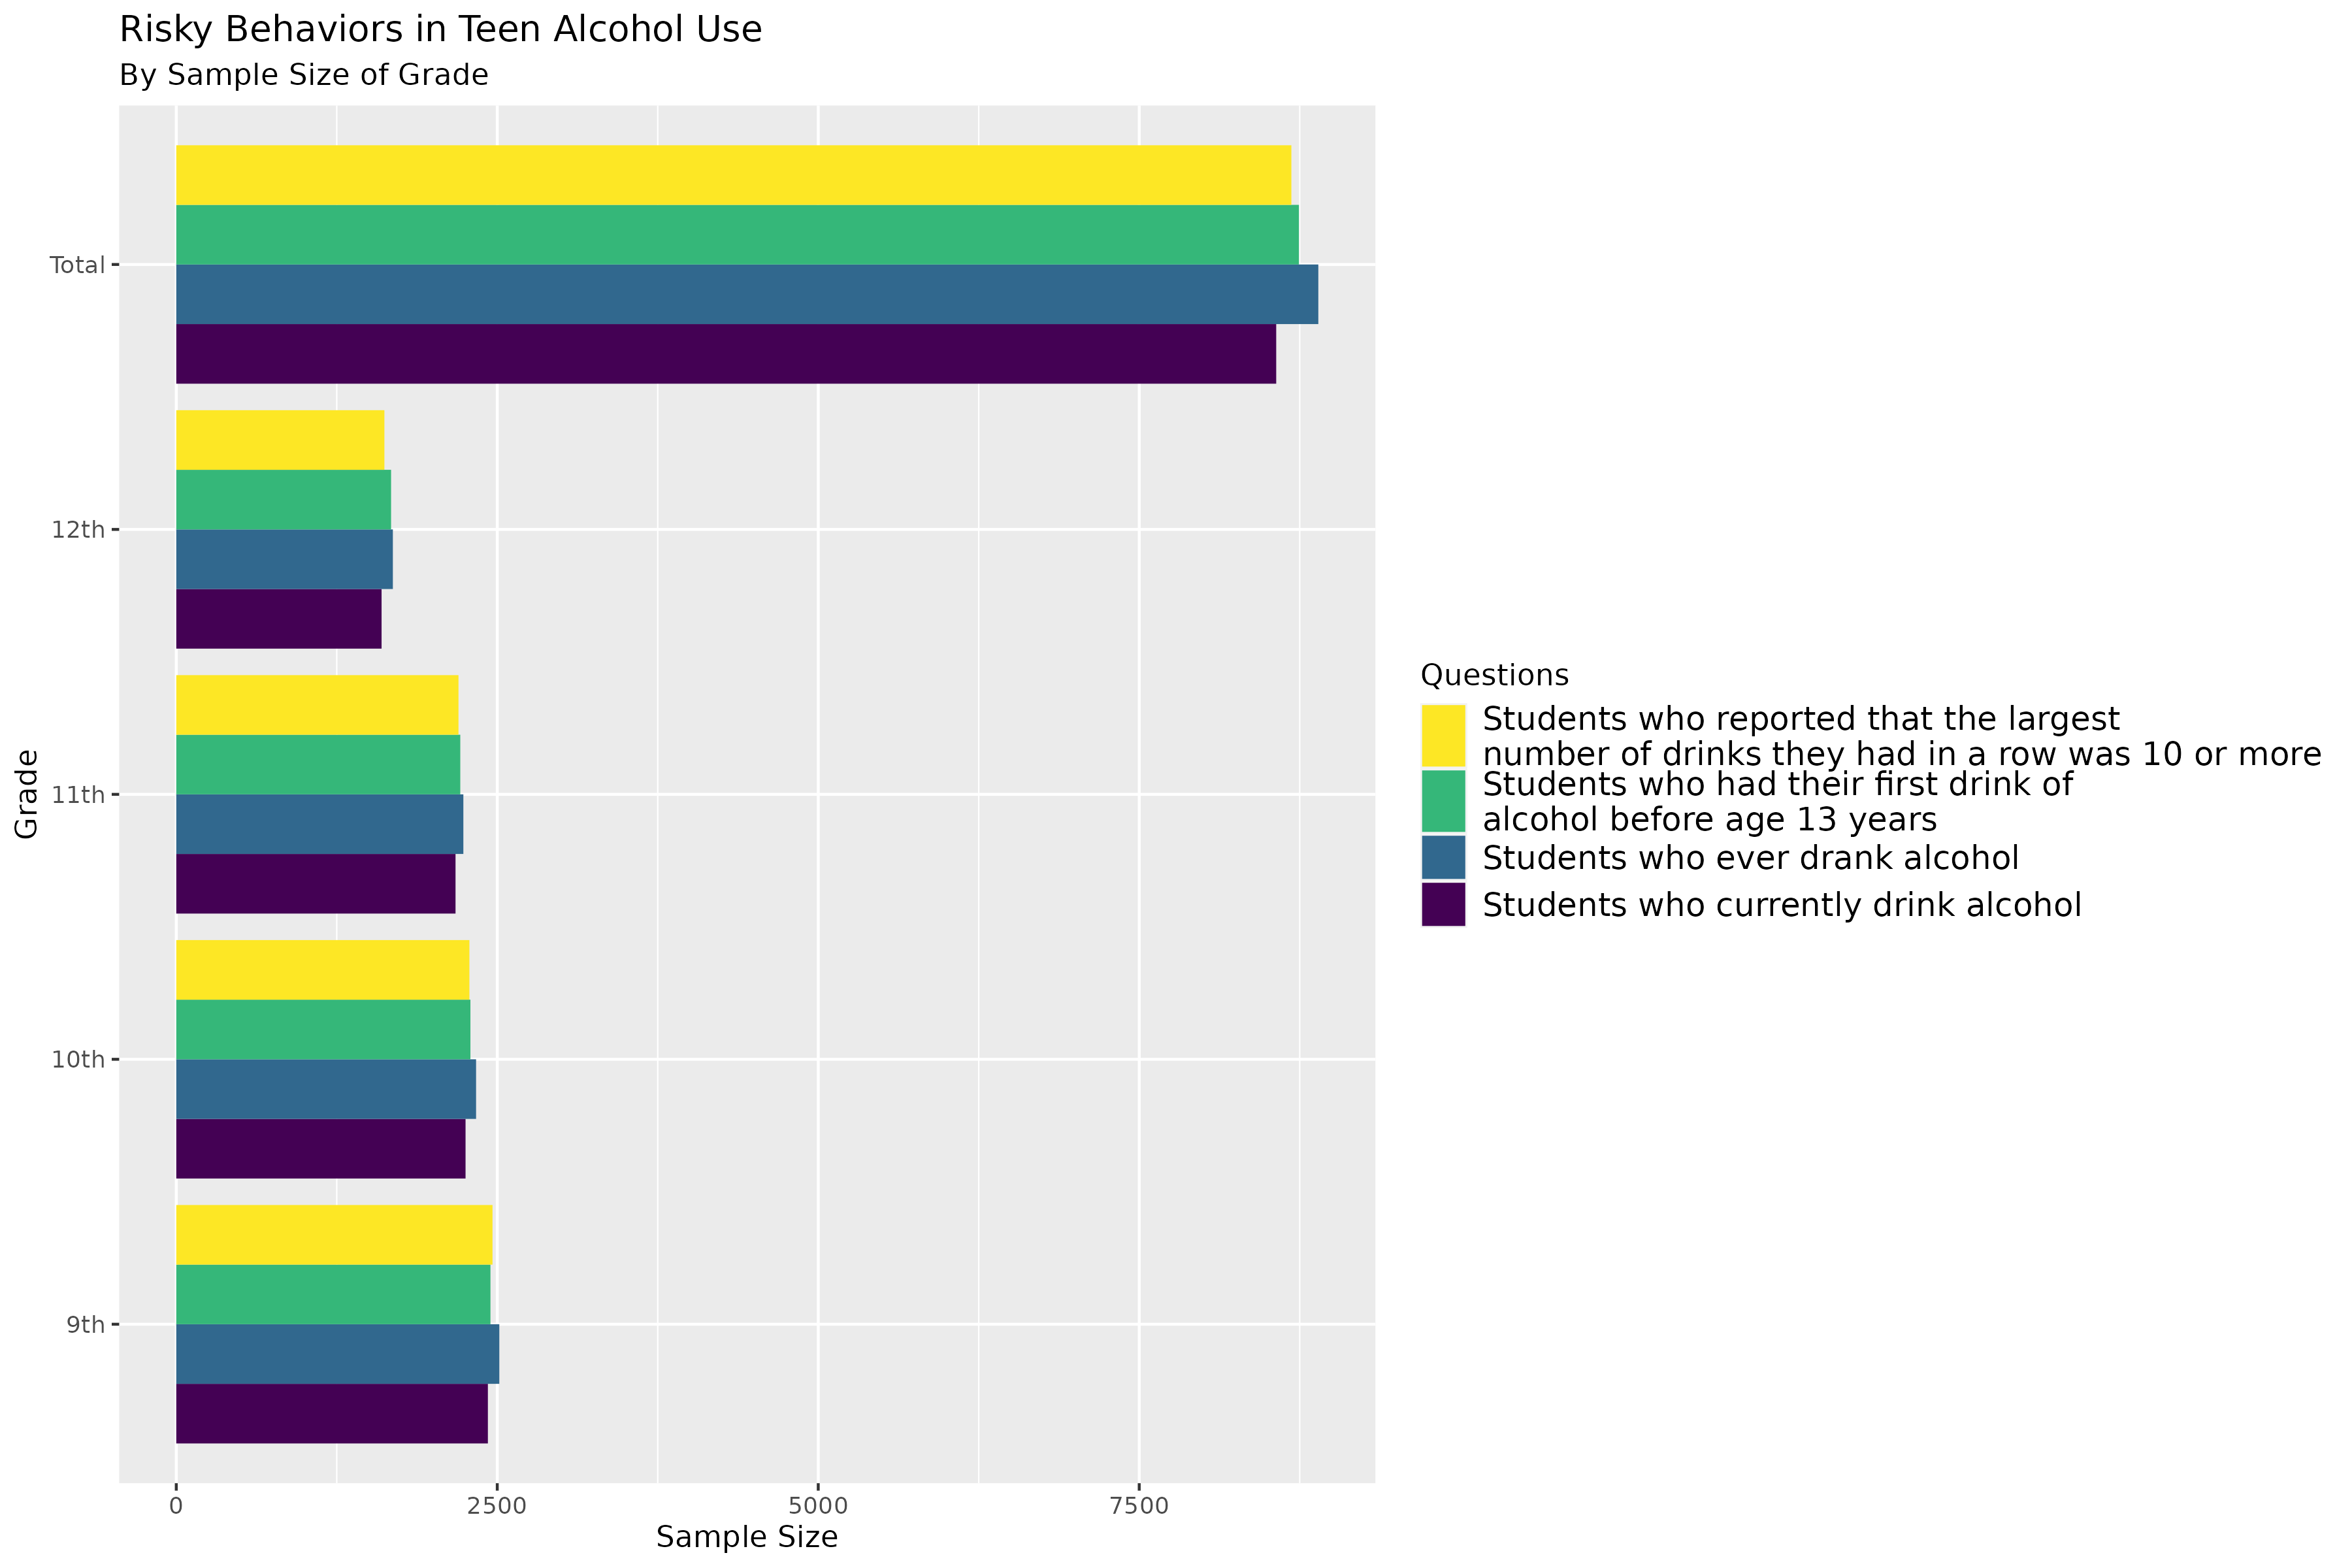 Risky Behaviors in Teen Alcohol Use
By Sample Size of Grade
Total
12th
11th
10th
9th
Grade
0
2500
5000
7500
Sample Size
Questions
Students who reported that the largest
number of drinks they had in a row was 10 or more
Students who had their first drink of
alcohol before age 13 years
Students who ever drank alcohol
Students who currently drink alcohol